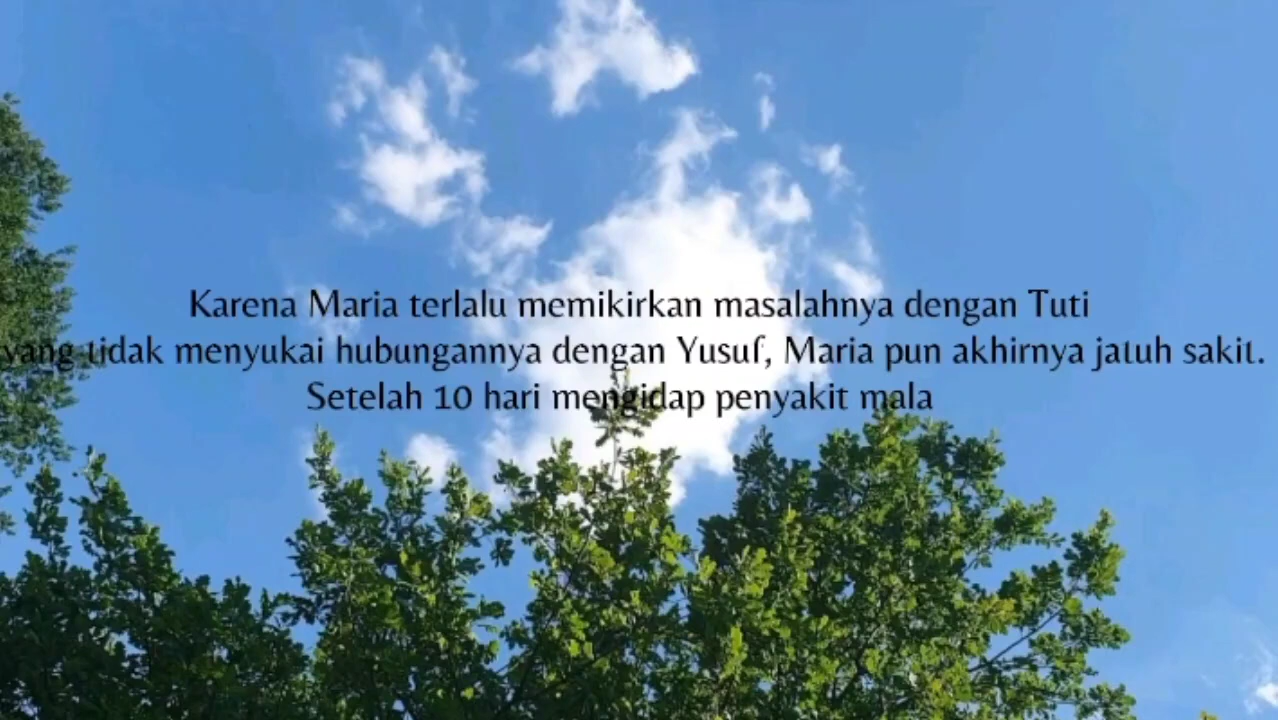 Karena Maria terlalu memikirkan masalahnya dengan Tuti
yang tidak menyukai hubungannya dengan Yusuf, Maria pun akhirnya jatuh sakit.
Setelah 10 hari mengidap penyakit mala